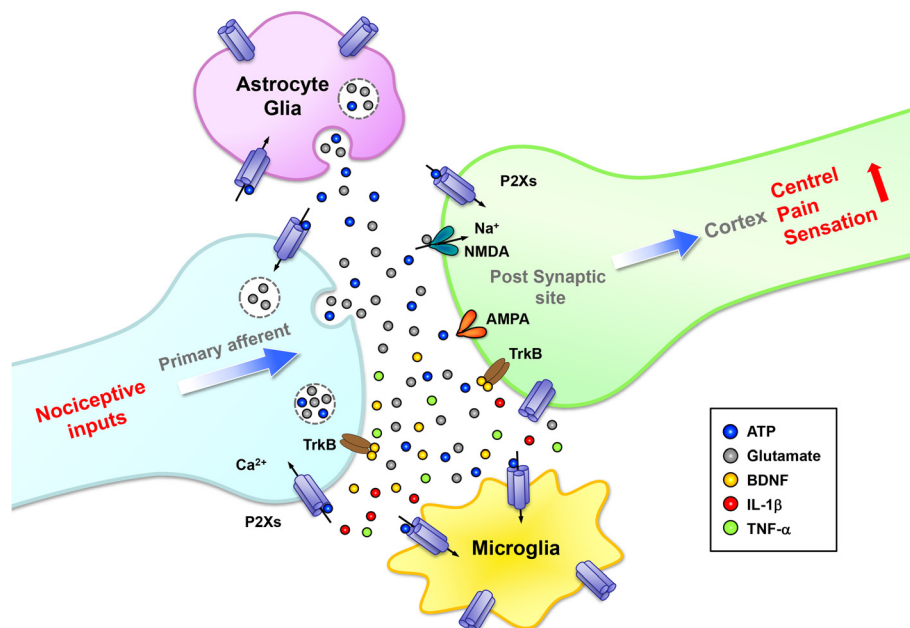 Astrocyte
Glia
P2Xs
Na⁺
NMDA
Post Synaptic
site
Cortex
Centrel
Pain
Sensation
AMPA
TrkB
Primary afferent
Nociceptive
inputs
TrkB
Ca²⁺
P2Xs
Microglia
ATP
Glutamate
BDNF
IL-1β
TNF-α